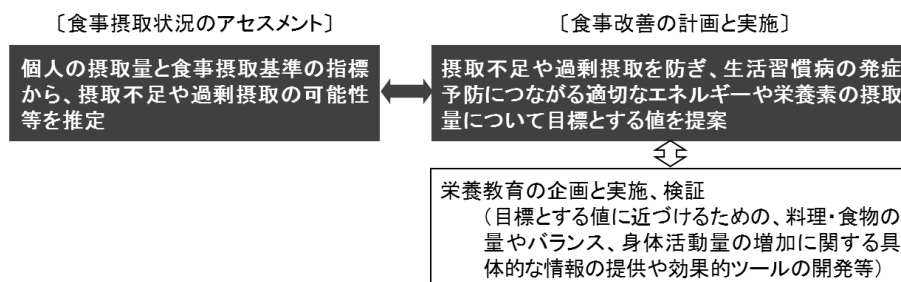 〔食事摂取状況のアセスメント〕
〔食事改善の計画と実施〕
個人の摂取量と食事摂取基準の指標
から、摂取不足や過剰摂取の可能性
等を推定
摂取不足や過剰摂取を防ぎ、生活習慣病の発症
予防につながる適切なエネルギーや栄養素の摂取
量について目標とする値を提案
栄養教育の企画と実施、検証
（目標とする値に近づけるための、料理・食物の
量やバランス、身体活動量の増加に関する具
体的な情報の提供や効果的ツールの開発等）